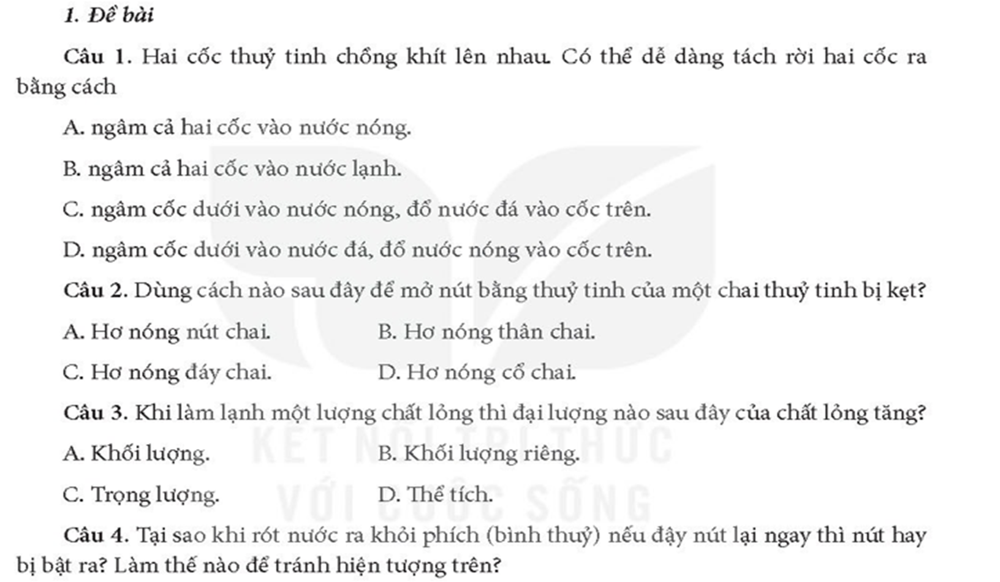 1. Đề bài
Câu 1. Hai cốc thuỷ tinh chồng khít lên nhau. Có thể dễ dàng tách rời hai cốc ra
bằng cách
A. ngâm cả hai cốc vào nước nóng.
B. ngâm cả hai cốc vào nước lạnh.
C. ngâm cốc dưới vào nước nóng, đổ nước đá vào cốc trên.
D. ngâm cốc dưới vào nước đá, đổ nước nóng vào cốc trên.
Câu 2. Dùng cách nào sau đây để mở nút bằng thuỷ tinh của một chai thuỷ tinh bị kẹt?
A. Hơ nóng nút chai. B. Hơ nóng thân chai.
C. Hơ nóng đáy chai. D. Hơ nóng cổ chai.
Câu 3. Khi làm lạnh một lượng chất lỏng thì đại lượng nào sau đây của chất lỏng tăng?
KẾT NỐI TRI THỨC
A. Khối lượng. B. Khối lượng riêng.
VỚI CUỘC SỐNG
C. Trọng lượng. D. Thể tích.
Câu 4. Tại sao khi rót nước ra khỏi phích (bình thuỷ) nếu đậy nút lại ngay thì nút hay
bị bật ra? Làm thế nào để tránh hiện tượng trên?